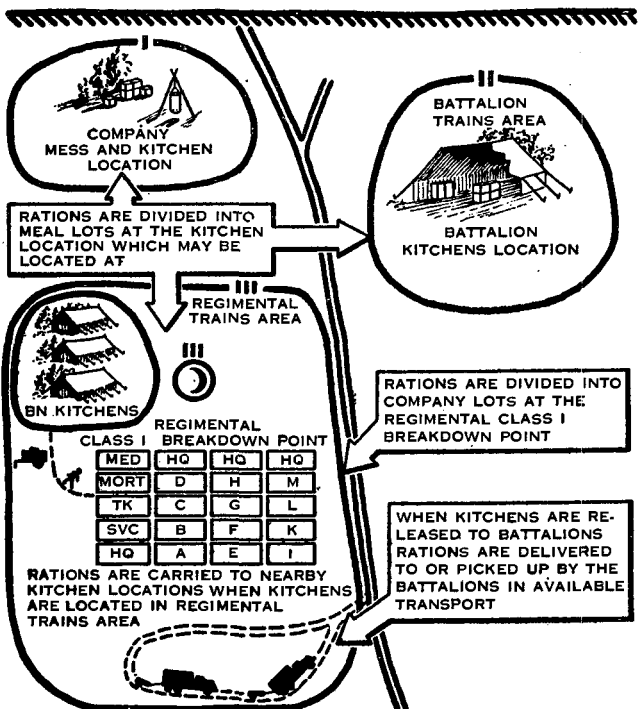 COMPANY
MESS AND KITCHEN
LOCATION
BATTALION
TRAINS AREA
BATTALION
KITCHENS LOCATION
RATIONS ARE DIVIDED INTO
MEAL LOTS AT THE KITCHEN
LOCATION WHICH MAY BE
LOCATED AT
REGIMENTAL
TRAINS AREA
BN. KITCHENS
RATIONS ARE DIVIDED INTO
COMPANY LOTS AT THE
REGIMENTAL CLASS I
BREAKDOWN POINT
REGIMENTAL
CLASS I BREAKDOWN POINT
MED HQ HQ HQ
MORT D H M
TK C G L
SVC B F K
HQ A E I
RATIONS ARE CARRIED TO NEARBY
KITCHEN LOCATIONS WHEN KITCHENS
ARE LOCATED IN REGIMENTAL
TRAINS AREA
WHEN KITCHENS ARE RE-
LEASED TO BATTALIONS
RATIONS ARE DELIVERED
TO OR PICKED UP BY THE
BATTALIONS IN AVAILABLE
TRANSPORT